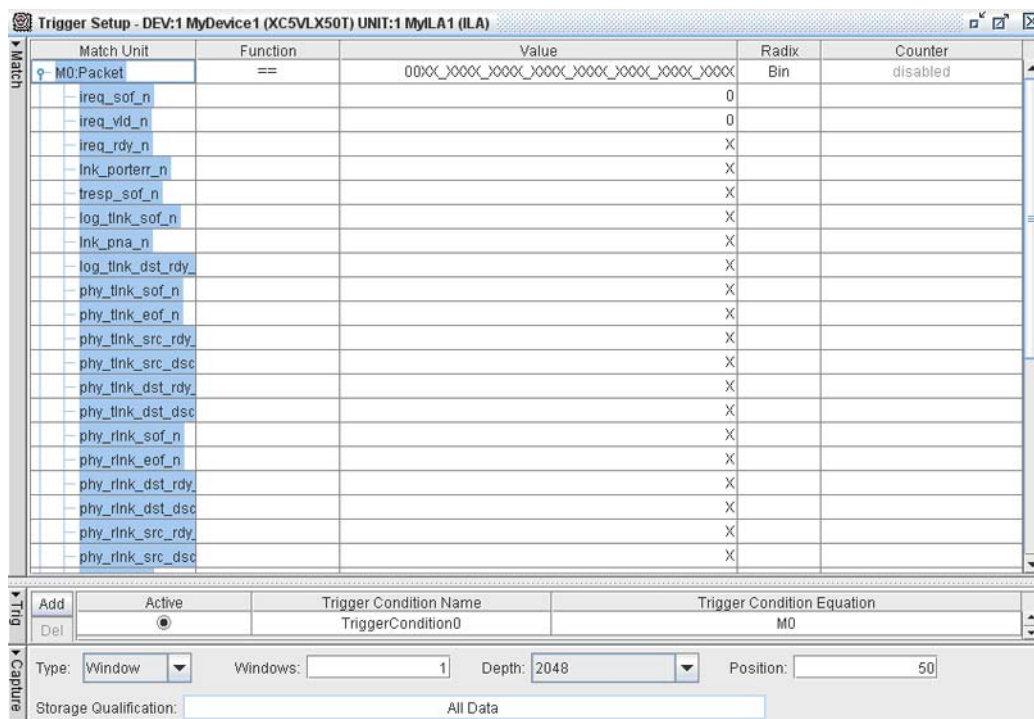 Trigger Setup - DEV:1 MyDevice1 (XC5VLX50T) UNIT:1 MyILA1 (ILA)
Match
Match Unit Function Value Radix Counter
M0:Packet == 00XX_XXXX_XXXX_XXXX_XXXX_XXXX_XXXX_XXXX Bin disabled
ireq_sof_n 0
ireq_vld_n 0
ireq_rdy_n X
lnk_porterr_n X
tresp_sof_n X
log_tlnk_sof_n X
lnk_pna_n X
log_tlnk_dst_rdy_ X
phy_tlnk_sof_n X
phy_tlnk_eof_n X
phy_tlnk_src_rdy_ X
phy_tlnk_src_dsc X
phy_tlnk_dst_rdy_ X
phy_tlnk_dst_dsc X
phy_rlnk_sof_n X
phy_rlnk_eof_n X
phy_rlnk_dst_rdy_ X
phy_rlnk_dst_dsc X
phy_rlnk_src_rdy_ X
phy_rlnk_src_dsc X
Trig
Add Active Trigger Condition Name Trigger Condition Equation
Del TriggerCondition0 M0
Capture
Type: Window Windows: 1 Depth: 2048 Position: 50
Storage Qualification: All Data